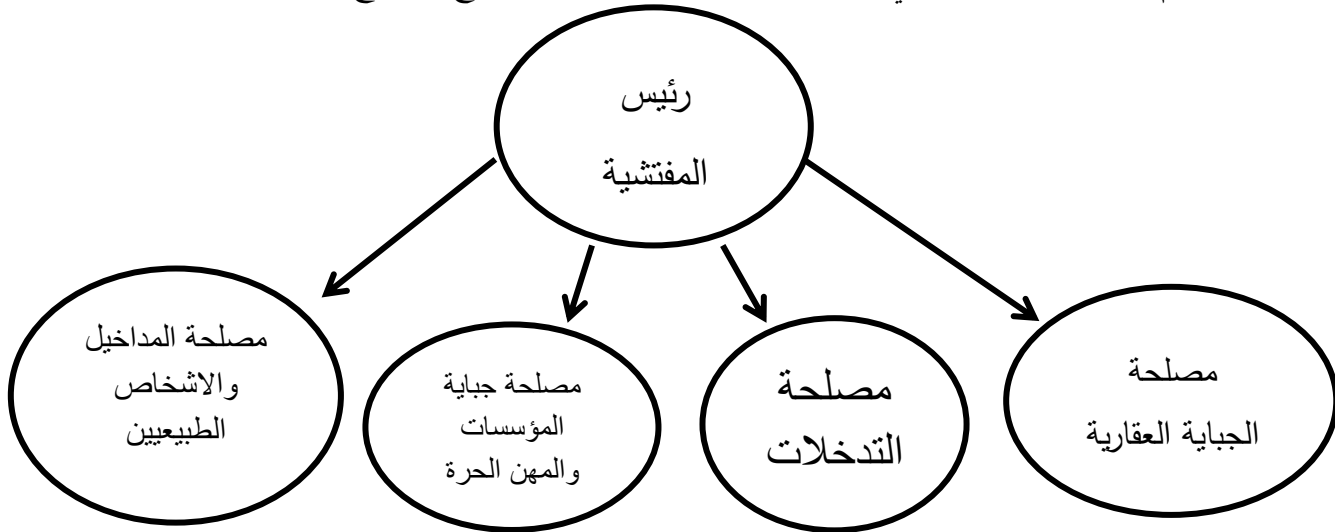 رئيس
المفتشية
مصلحة
الجباية العقارية
مصلحة
التدخلات
مصلحة جباية
المؤسسات
والمهن الحرة
مصلحة المداخيل
والاشخاص
الطبيعيين